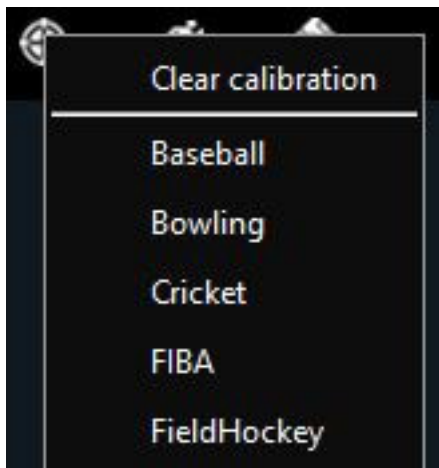 Clear calibration
Baseball
Bowling
Cricket
FIBA
FieldHockey